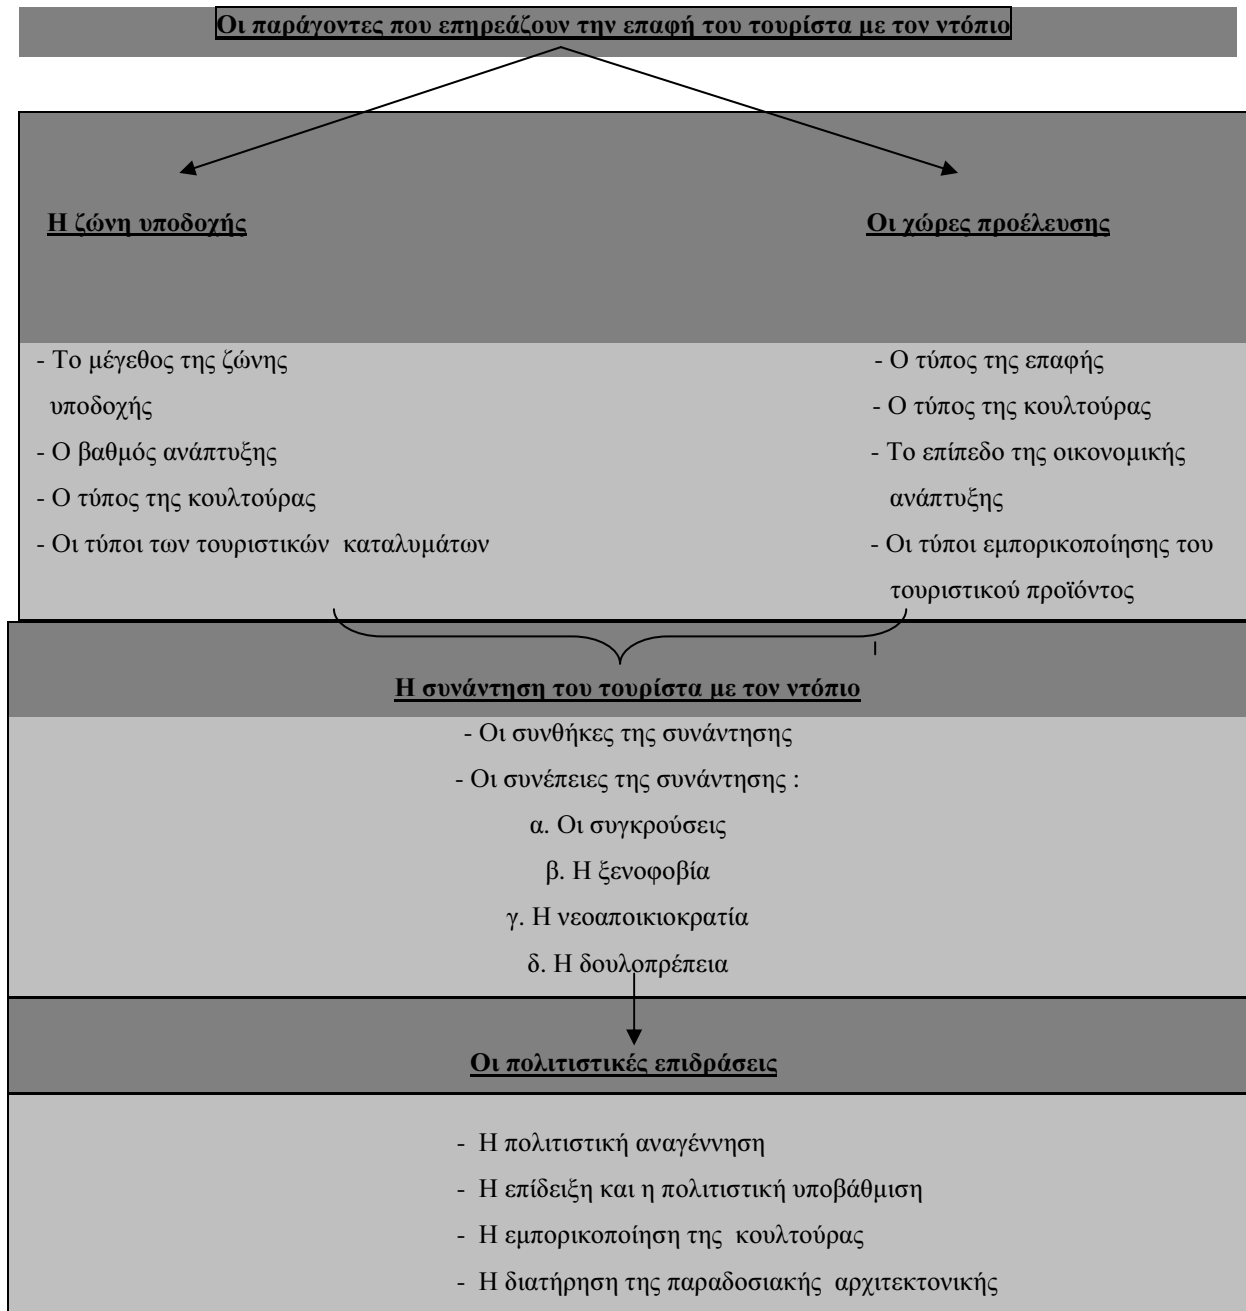 Οι παράγοντες που επηρεάζουν την επαφή του τουρίστα με τον ντόπιο
Η ζώνη υποδοχής
Οι χώρες προέλευσης
- Το μέγεθος της ζώνης
υποδοχής
- Ο βαθμός ανάπτυξης
- Ο τύπος της κουλτούρας
- Οι τύποι των τουριστικών καταλυμάτων
- Ο τύπος της επαφής
- Ο τύπος της κουλτούρας
- Το επίπεδο της οικονομικής
ανάπτυξης
- Οι τύποι εμπορικοποίησης του
τουριστικού προϊόντος
Η συνάντηση του τουρίστα με τον ντόπιο
- Οι συνθήκες της συνάντησης
- Οι συνέπειες της συνάντησης :
α. Οι συγκρούσεις
β. Η ξενοφοβία
γ. Η νεοαποικιοκρατία
δ. Η δουλοπρέπεια
Οι πολιτιστικές επιδράσεις
- Η πολιτιστική αναγέννηση
- Η επίδειξη και η πολιτιστική υποβάθμιση
- Η εμπορικοποίηση της κουλτούρας
- Η διατήρηση της παραδοσιακής αρχιτεκτονικής